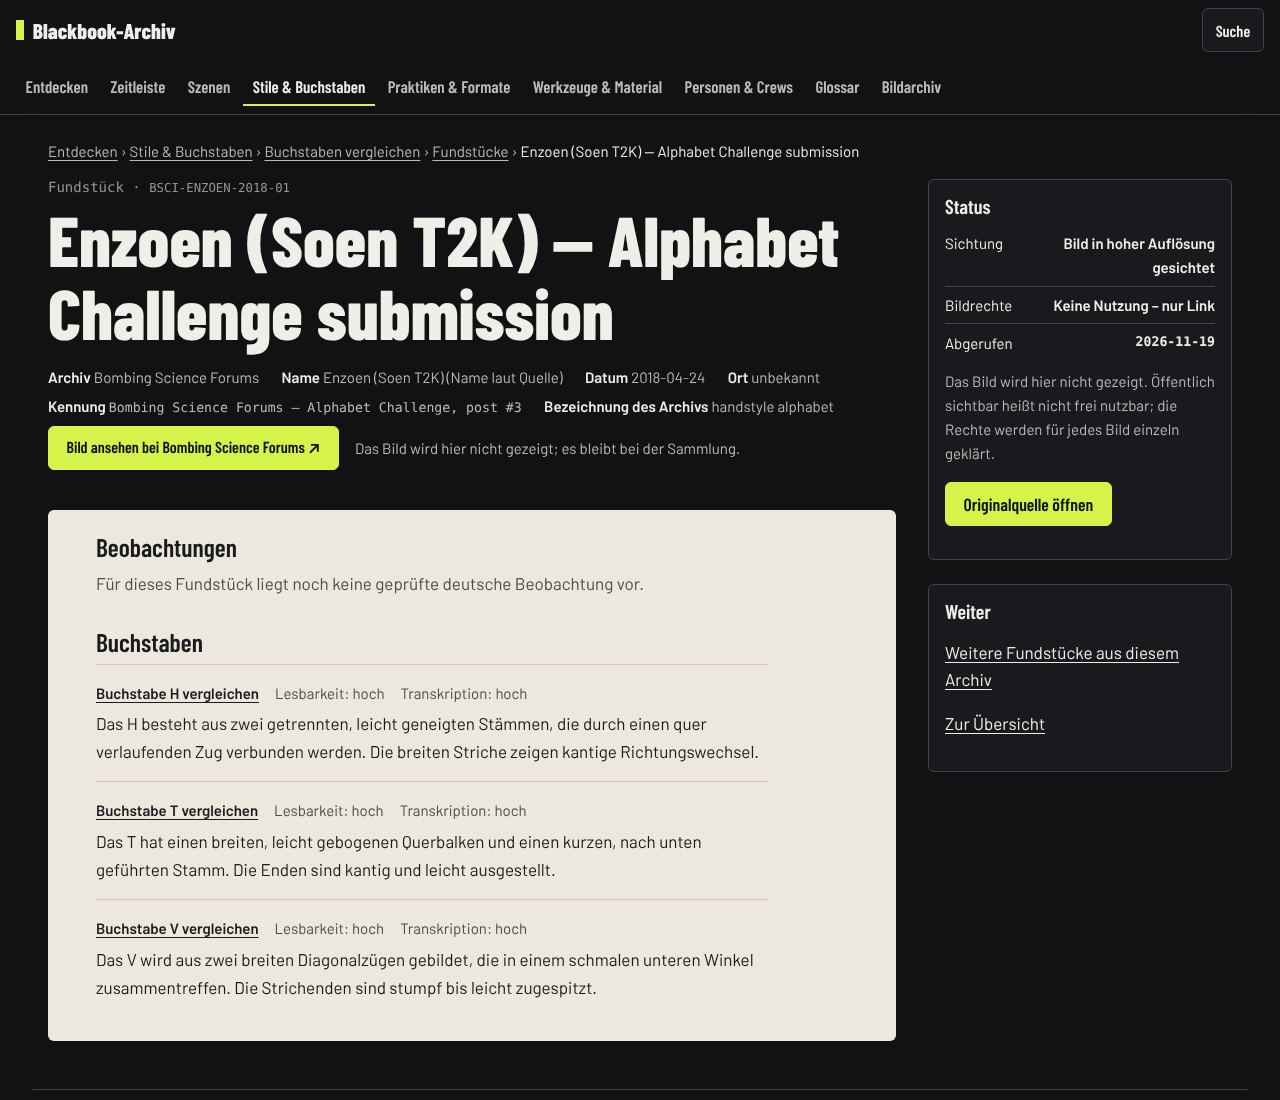 Blackbook-Archiv
Suche
Entdecken Zeitleiste Szenen Stile & Buchstaben Praktiken & Formate Werkzeuge & Material Personen & Crews Glossar Bildarchiv
Entdecken › Stile & Buchstaben › Buchstaben vergleichen › Fundstücke › Enzoen (Soen T2K) — Alphabet Challenge submission
Fundstück · BSCI-ENZOEN-2018-01
Enzoen (Soen T2K) — Alphabet
Challenge submission
Archiv Bombing Science Forums Name Enzoen (Soen T2K) (Name laut Quelle) Datum 2018-04-24 Ort unbekannt
Kennung Bombing Science Forums — Alphabet Challenge, post #3 Bezeichnung des Archivs handstyle alphabet
Bild ansehen bei Bombing Science Forums ↗ Das Bild wird hier nicht gezeigt; es bleibt bei der Sammlung.
Beobachtungen
Für dieses Fundstück liegt noch keine geprüfte deutsche Beobachtung vor.
Buchstaben
Buchstabe H vergleichen Lesbarkeit: hoch Transkription: hoch
Das H besteht aus zwei getrennten, leicht geneigten Stämmen, die durch einen quer
verlaufenden Zug verbunden werden. Die breiten Striche zeigen kantige Richtungswechsel.
Buchstabe T vergleichen Lesbarkeit: hoch Transkription: hoch
Das T hat einen breiten, leicht gebogenen Querbalken und einen kurzen, nach unten
geführten Stamm. Die Enden sind kantig und leicht ausgestellt.
Buchstabe V vergleichen Lesbarkeit: hoch Transkription: hoch
Das V wird aus zwei breiten Diagonalzügen gebildet, die in einem schmalen unteren Winkel
zusammentreffen. Die Strichenden sind stumpf bis leicht zugespitzt.
Status
Sichtung Bild in hoher Auflösung
gesichtet
Bildrechte Keine Nutzung – nur Link
Abgerufen 2026-11-19
Das Bild wird hier nicht gezeigt. Öffentlich
sichtbar heißt nicht frei nutzbar; die
Rechte werden für jedes Bild einzeln
geklärt.
Originalquelle öffnen
Weiter
Weitere Fundstücke aus diesem
Archiv
Zur Übersicht